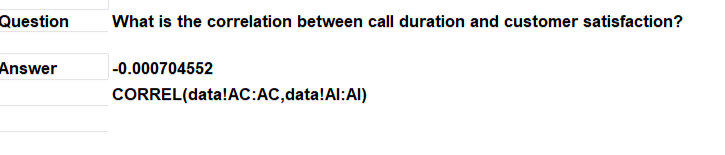 Question What is the correlation between call duration and customer satisfaction?
Answer -0.000704552
CORREL(data!AC:AC,data!AI:AI)